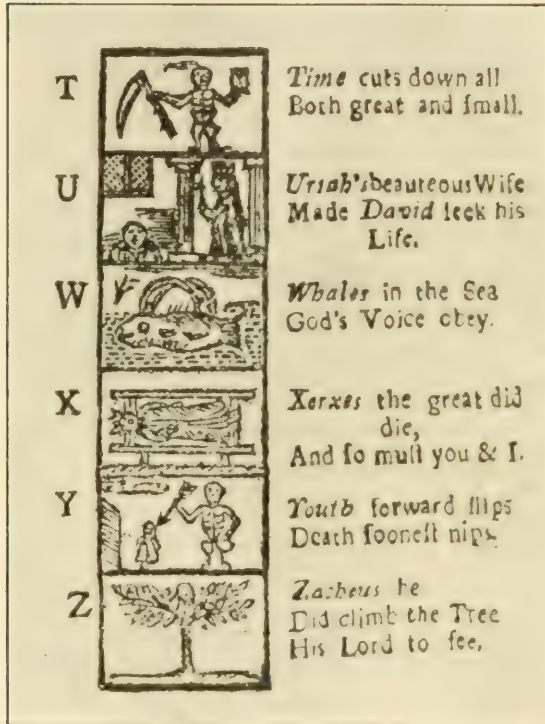 T
Time cuts down all
Both great and ſmall.
U
Uriah's beauteous Wife
Made David ſeek his
Life.
W
Whales in the Sea
God's Voice obey.
X
Xerxes the great did
die,
And ſo muſt you & I.
Y
Youth forward ſlips
Death ſooneſt nips.
Z
Zacheus he
Did climb the Tree
His Lord to ſee,